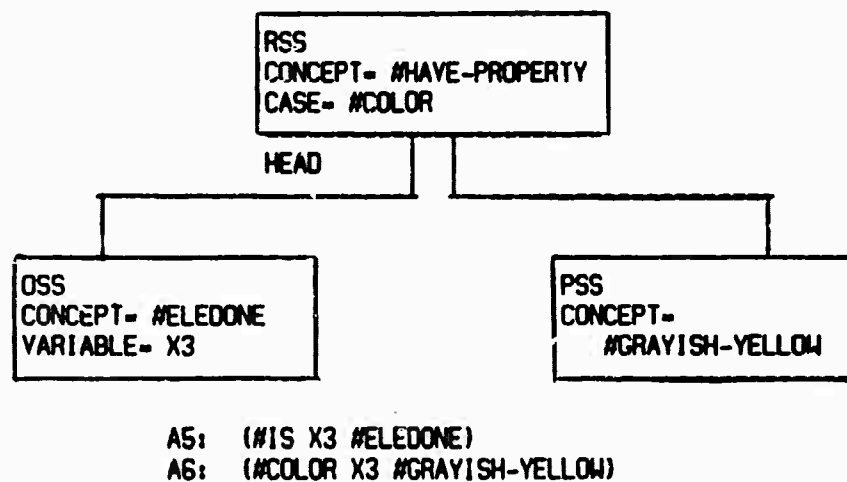 RSS
CONCEPT= #HAVE-PROPERTY
CASE= #COLOR
HEAD
OSS
CONCEPT= #ELEDONE
VARIABLE= X3
PSS
CONCEPT=
#GRAYISH-YELLOW
A5: (#IS X3 #ELEDONE)
A6: (#COLOR X3 #GRAYISH-YELLOW)